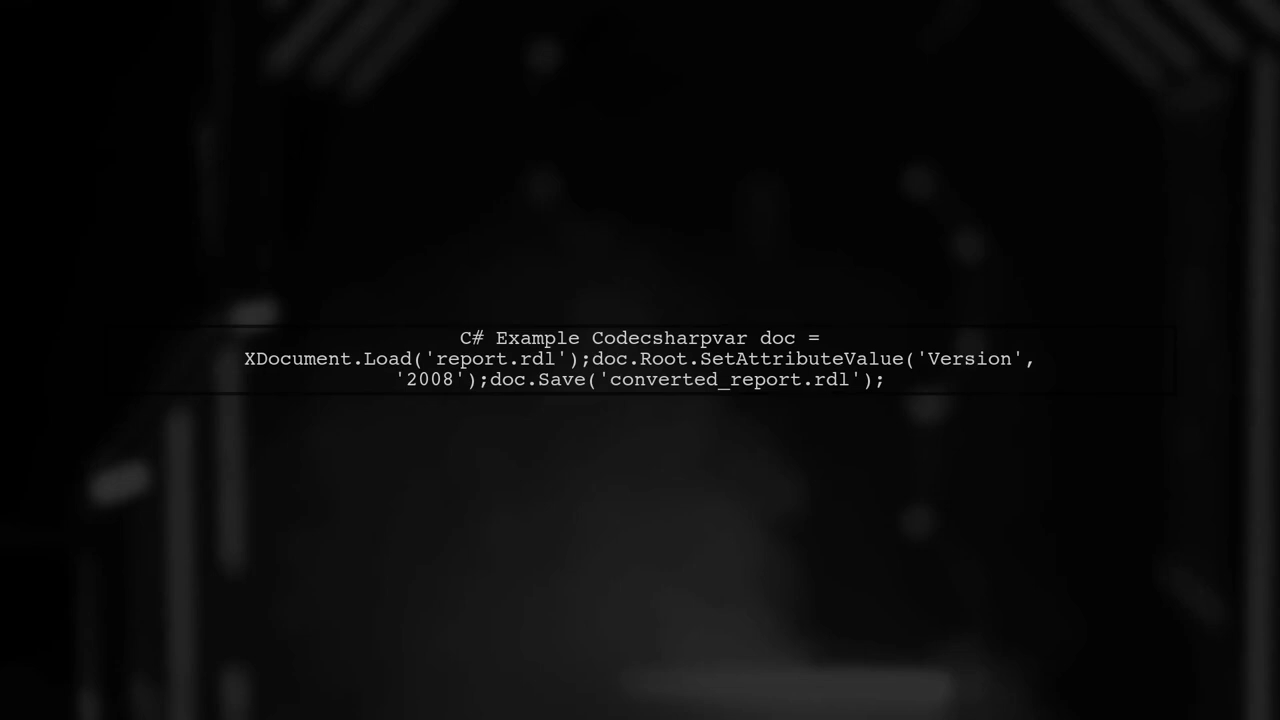 C# Example Codecsharpvar doc =
XDocument.Load('report.rdl');doc.Root.SetAttributeValue('Version',
'2008');doc.Save('converted_report.rdl');